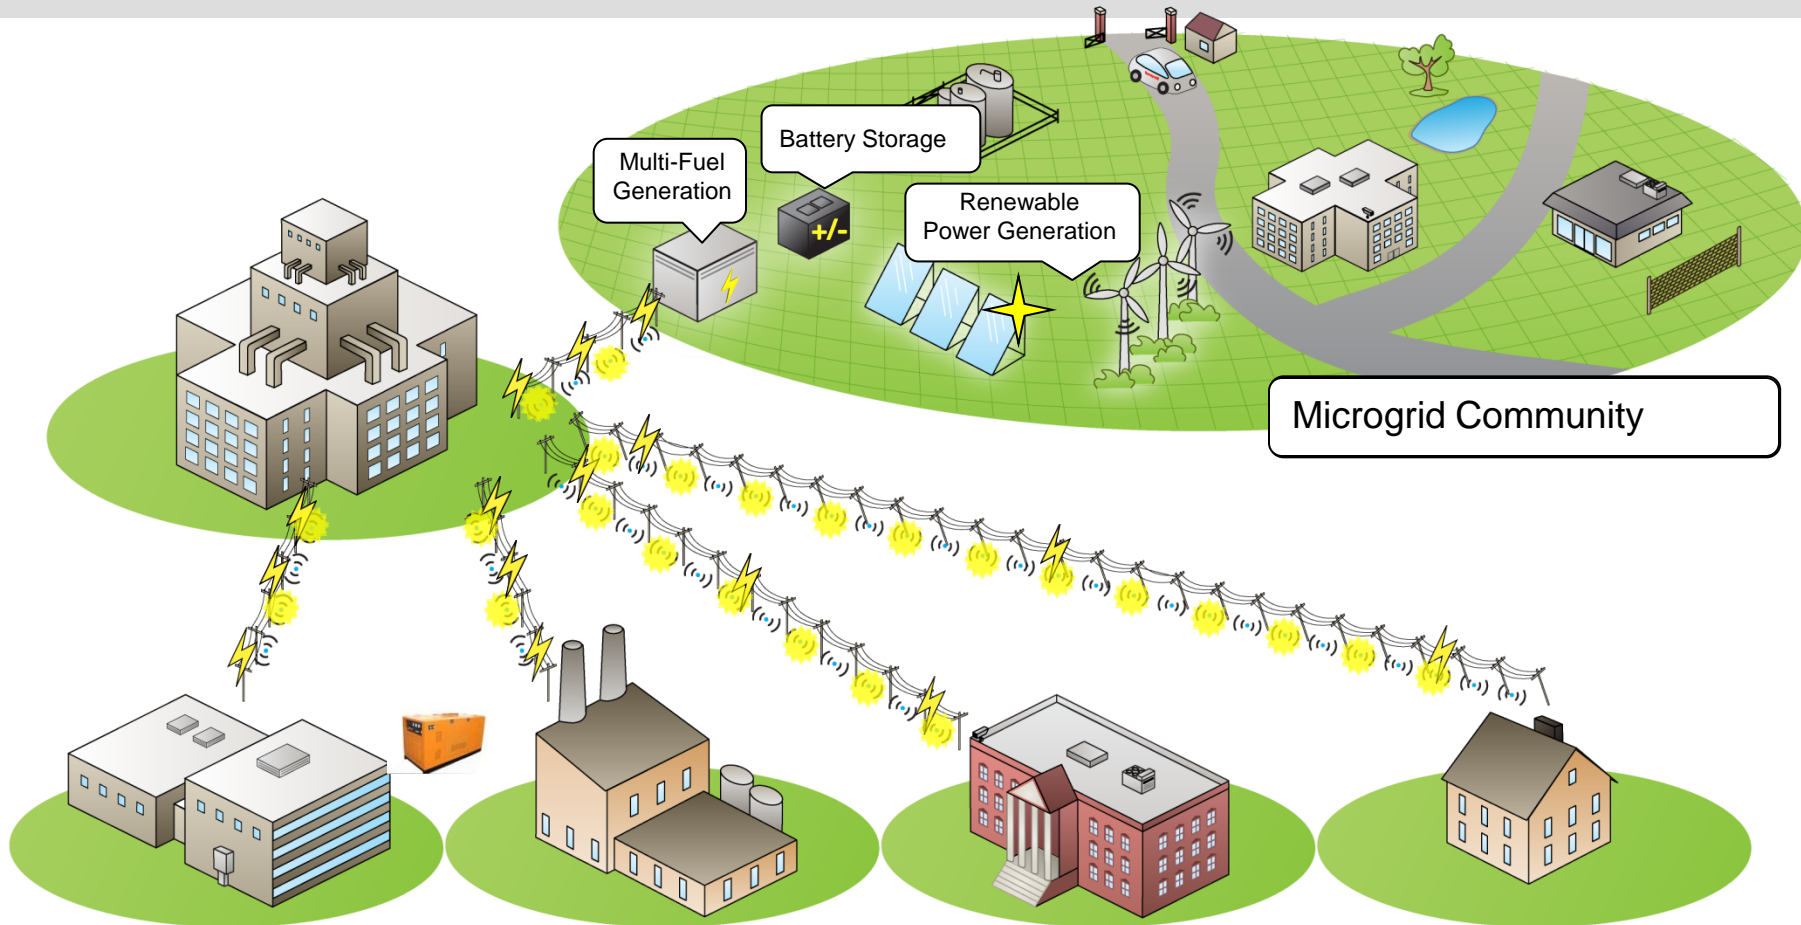 Battery Storage
Multi-Fuel
Generation
Renewable
Power Generation
+/-
Microgrid Community